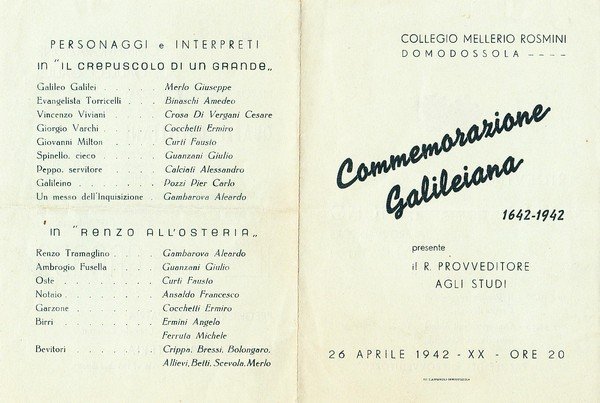 PERSONAGGI e INTERPRETI
in "IL CREPUSCOLO DI UN GRANDE"
Galileo Galilei . . . . . Merlo Giuseppe
Evangelista Torricelli . . . Binaschi Amedeo
Vincenzo Viviani . . . . Crosa Di Vergani Cesare
Giorgio Varchi . . . . . Cocchetti Ermiro
Giovanni Milton . . . . . Curti Fausto
Spinello, cieco . . . . . Guanzani Giulio
Peppo, servitore . . . . Calciati Alessandro
Galileino . . . . . . . Pozzi Pier Carlo
Un messo dell'Inquisizione . Gambarova Aleardo
in "RENZO ALL'OSTERIA"
Renzo Tramaglino . . . . Gambarova Aleardo
Ambrogio Fusella . . . . Guanzani Giulio
Oste . . . . . . . . Curti Fausto
Notaio . . . . . . . . Ansaldo Francesco
Garzone . . . . . . . Cocchetti Ermiro
Birri . . . . . . . . Ermini Angelo
Ferruta Michele
Bevitori . . . . . . . Crippa, Bressi, Bolongaro,
Allievi, Betti, Scevola, Merlo
COLLEGIO MELLERIO ROSMINI
DOMODOSSOLA ----
Commemorazione
Galileiana
1642-1942
presente
il R. PROVVEDITORE
AGLI STUDI
26 APRILE 1942 - XX - ORE 20